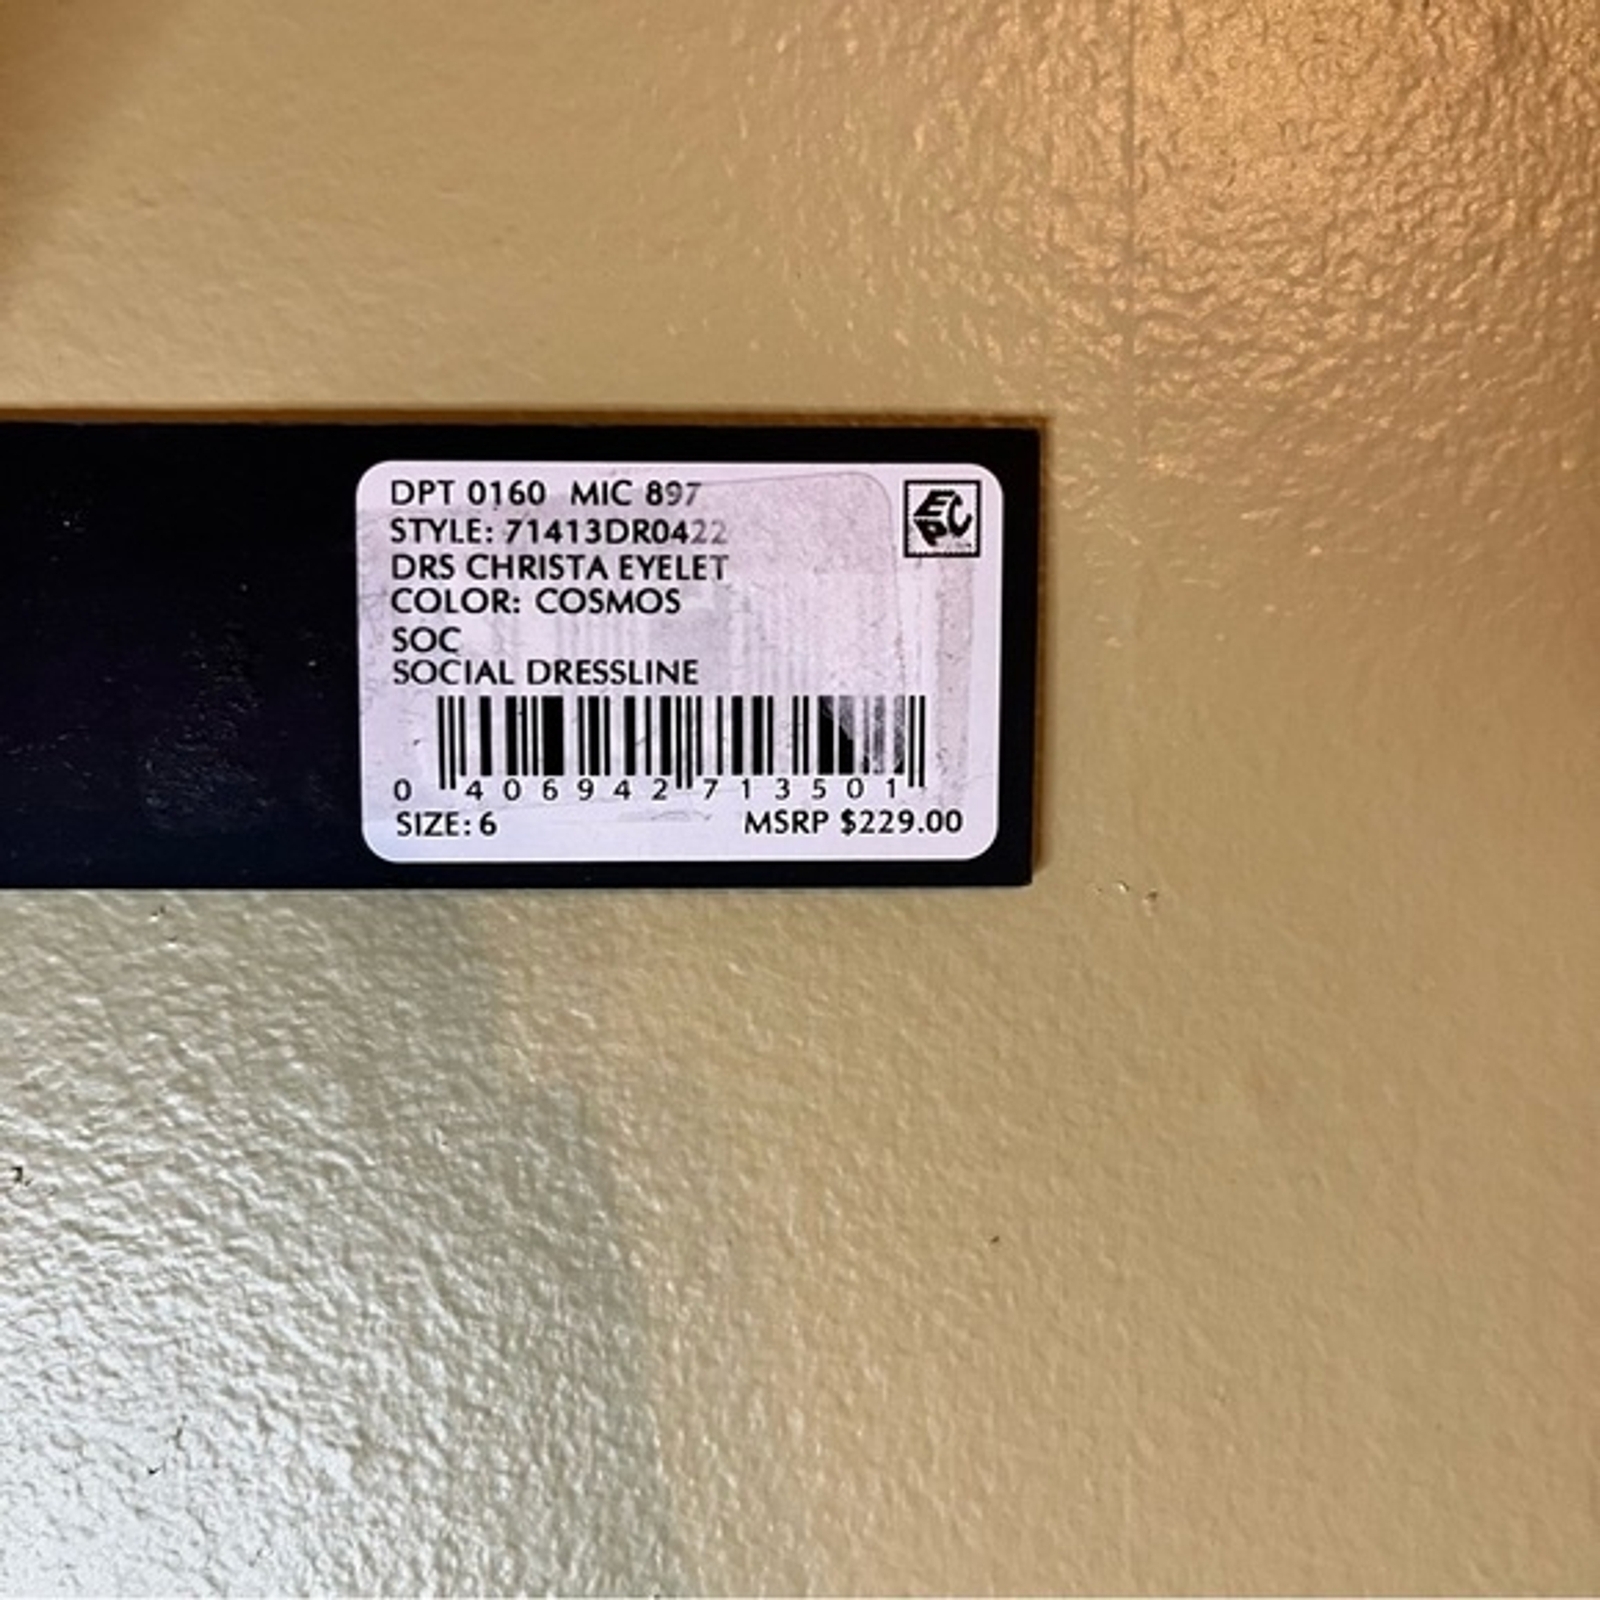 DPT 0160 MIC 897
EPC
STYLE: 71413DR0422
DRS CHRISTA EYELET
COLOR: COSMOS
SOC
SOCIAL DRESSLINE
0 406942 713501
SIZE: 6 MSRP $229.00